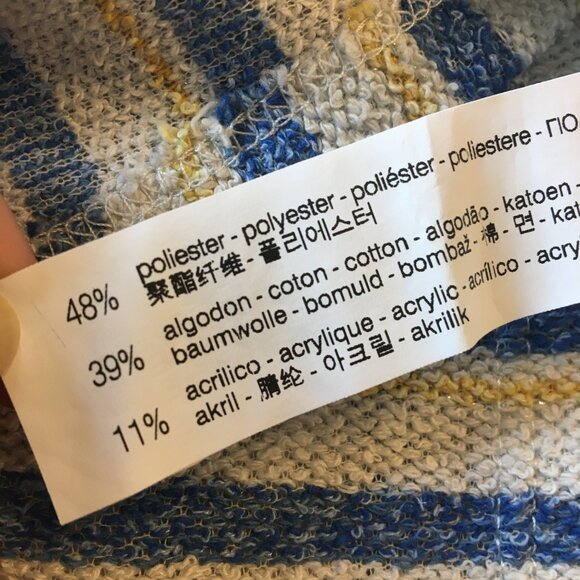 48% poliester - polyester - poliéster - poliestere - ΠΟ
聚酯纤维 - 폴리에스터
39% algodon - coton - cotton - algodão - katoen -
baumwolle - bomuld - bombaž - 棉 - 면 - kat
11% acrilico - acrylique - acrylic - acrílico - acry
akril - 腈纶 - 아크릴 - akrilik